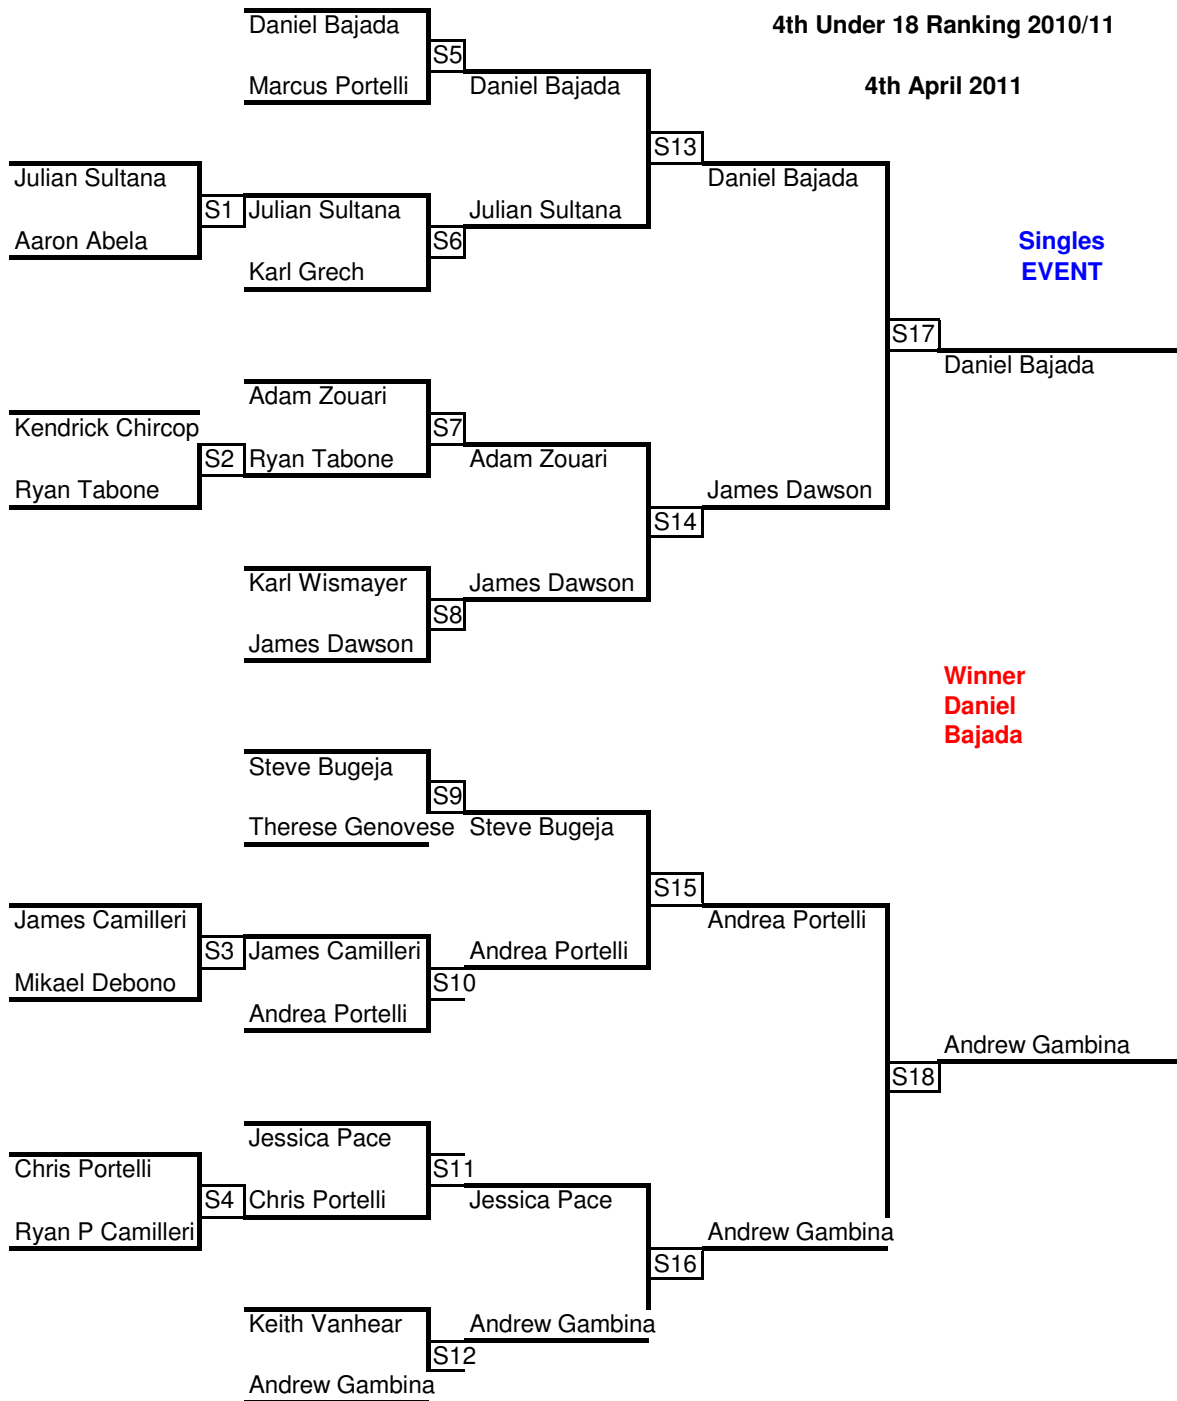 Daniel Bajada
4th Under 18 Ranking 2010/11
S5
Marcus Portelli
Daniel Bajada
4th April 2011
S13
Julian Sultana
Daniel Bajada
S1
Julian Sultana
Julian Sultana
Aaron Abela
S6
Singles
EVENT
Karl Grech
S17
Daniel Bajada
Adam Zouari
Kendrick Chircop
S7
S2
Ryan Tabone
Adam Zouari
Ryan Tabone
James Dawson
S14
Karl Wismayer
James Dawson
S8
James Dawson
Winner
Daniel
Bajada
Steve Bugeja
S9
Therese Genovese
Steve Bugeja
S15
James Camilleri
Andrea Portelli
S3
James Camilleri
Andrea Portelli
Mikael Debono
S10
Andrea Portelli
Andrew Gambina
S18
Jessica Pace
Chris Portelli
S11
S4
Chris Portelli
Jessica Pace
Ryan P Camilleri
Andrew Gambina
S16
Keith Vanhear
Andrew Gambina
S12
Andrew Gambina